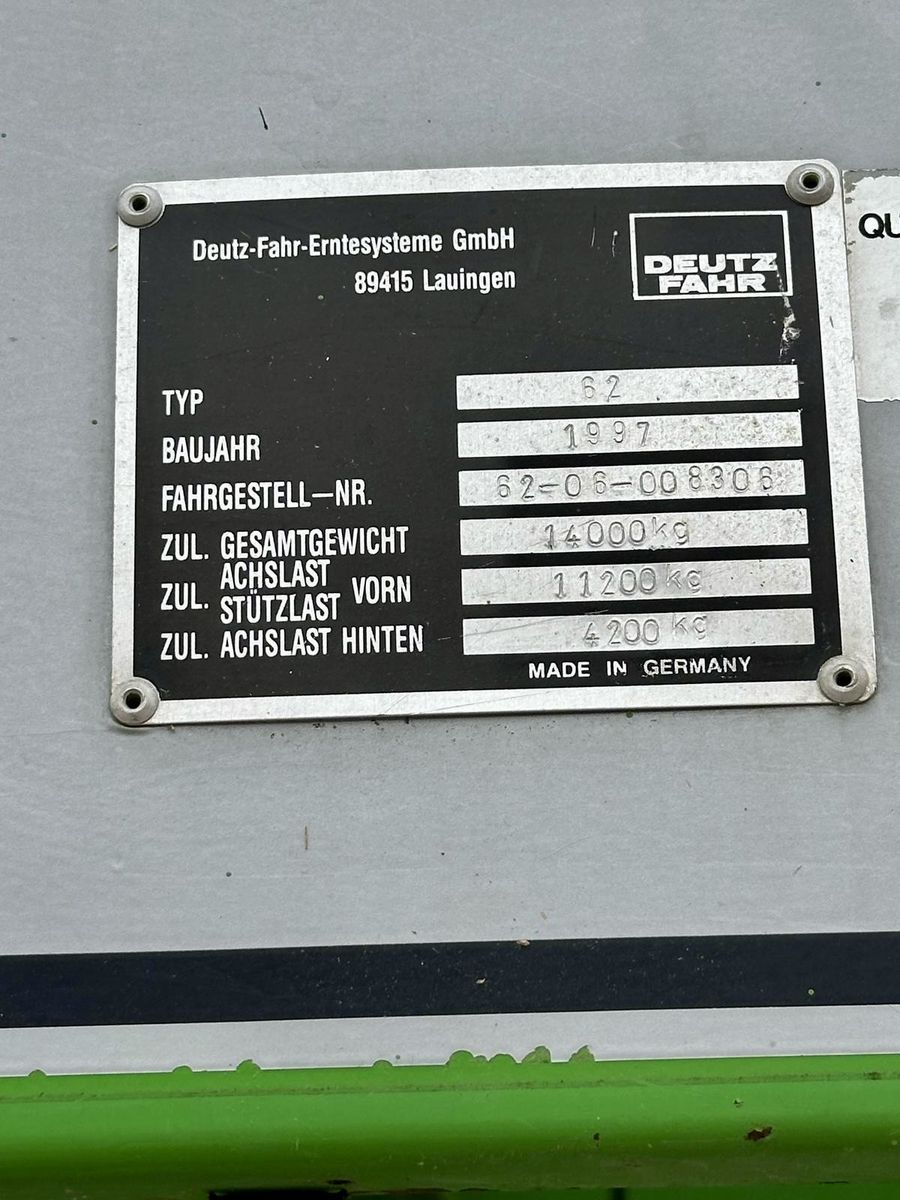 Deutz-Fahr-Erntesysteme GmbH
89415 Lauingen
DEUTZ
FAHR
QU
TYP 62
BAUJAHR 1997
FAHRGESTELL-NR. 62-06-008306
ZUL. GESAMTGEWICHT 14000kg
ZUL. ACHSLAST STÜTZLAST VORN 11200kg
ZUL. ACHSLAST HINTEN 4200kg
MADE IN GERMANY